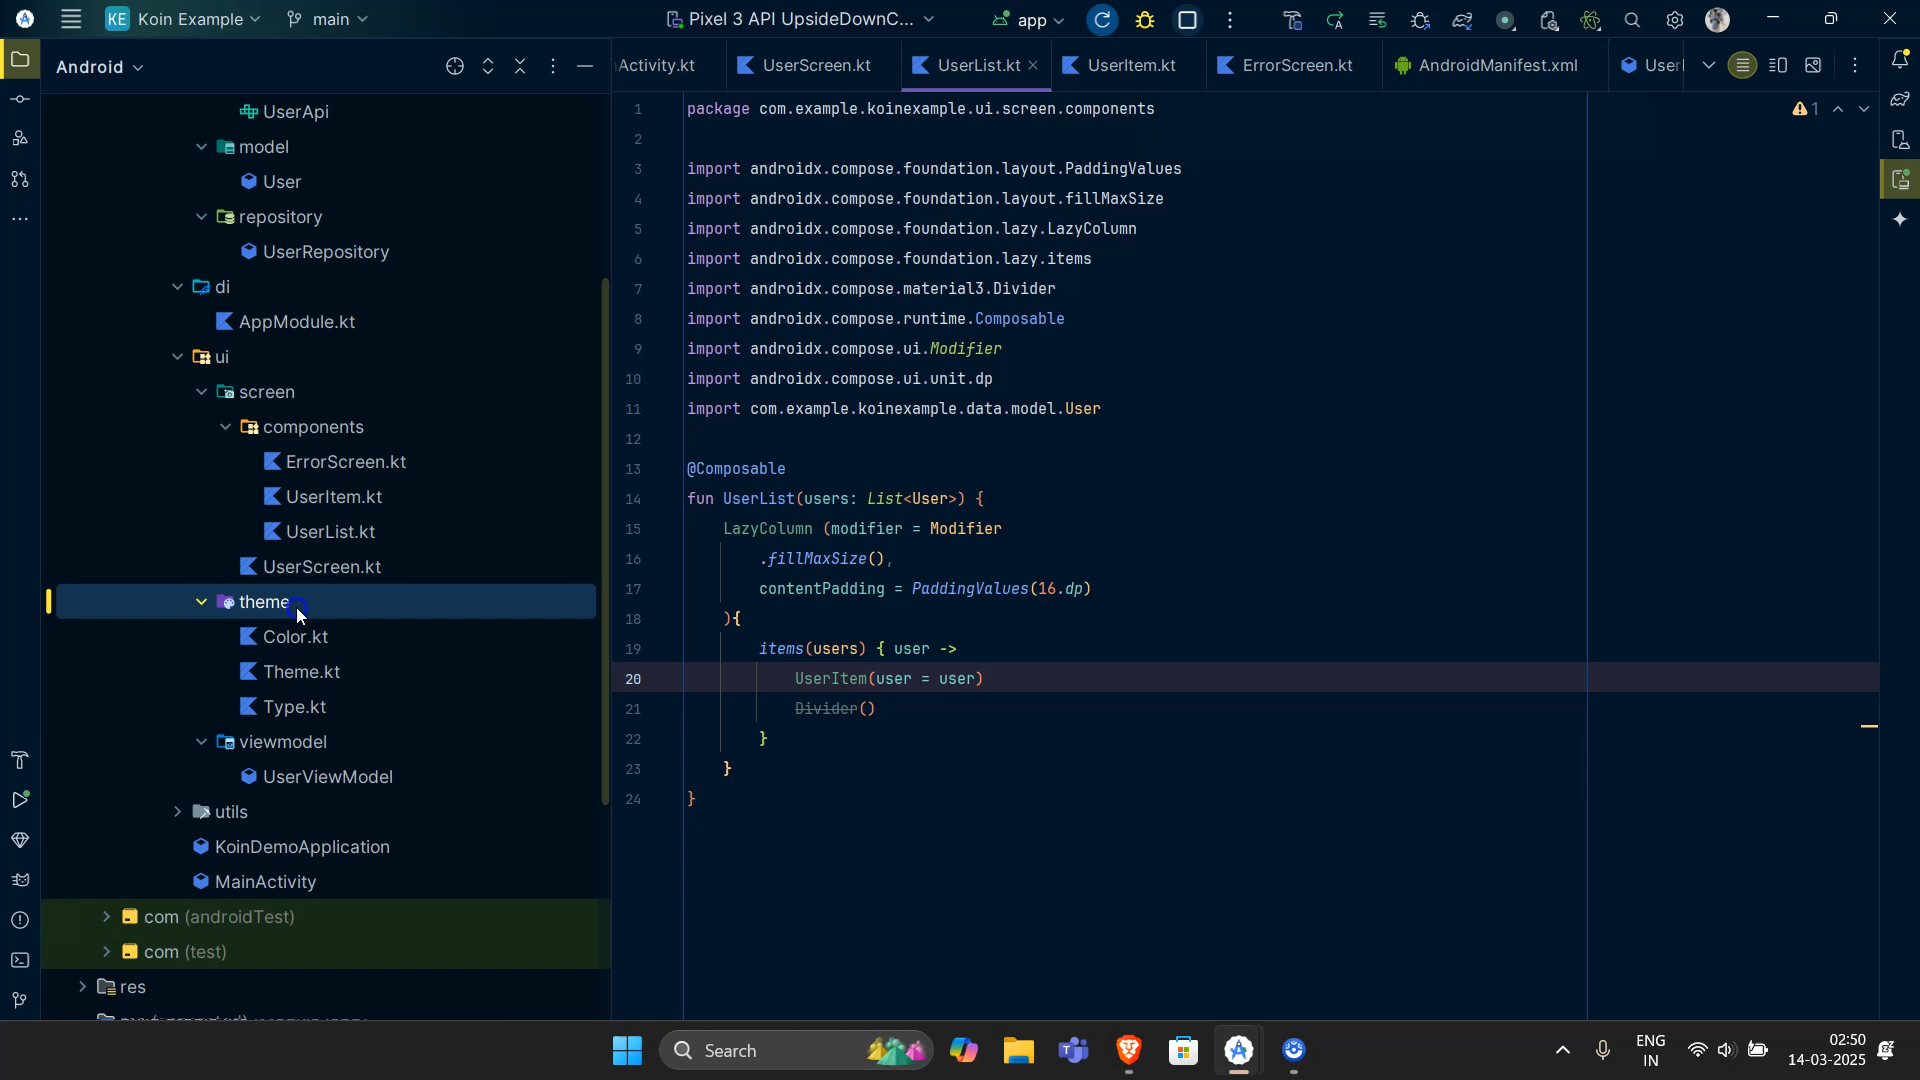 KE Koin Example main Pixel 3 API UpsideDownC... app
Android
Activity.kt UserScreen.kt UserList.kt UserItem.kt ErrorScreen.kt AndroidManifest.xml
UserApi
model
User
repository
UserRepository
di
AppModule.kt
ui
screen
components
ErrorScreen.kt
UserItem.kt
UserList.kt
UserScreen.kt
theme
Color.kt
Theme.kt
Type.kt
viewmodel
UserViewModel
utils
KoinDemoApplication
MainActivity
com (androidTest)
com (test)
res
1 package com.example.koinexample.ui.screen.components 1
2
3 import androidx.compose.foundation.layout.PaddingValues
4 import androidx.compose.foundation.layout.fillMaxSize
5 import androidx.compose.foundation.lazy.LazyColumn
6 import androidx.compose.foundation.lazy.items
7 import androidx.compose.material3.Divider
8 import androidx.compose.runtime.Composable
9 import androidx.compose.ui.Modifier
10 import androidx.compose.ui.unit.dp
11 import com.example.koinexample.data.model.User
12
13 @Composable
14 fun UserList(users: List<User>) {
15 LazyColumn (modifier = Modifier
16 .fillMaxSize(),
17 contentPadding = PaddingValues(16.dp)
18 ){
19 items(users) { user ->
20 UserItem(user = user)
21 Divider()
22 }
23 }
24 }
Search
ENG
IN
02:50
14-03-2025